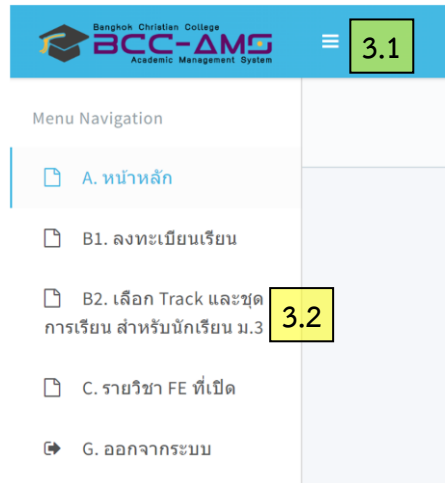 Bangkok Christian College
BCC-AMS
Academic Management System
3.1
Menu Navigation
A. หน้าหลัก
B1. ลงทะเบียนเรียน
B2. เลือก Track และชุด
การเรียน สำหรับนักเรียน ม.3
3.2
C. รายวิชา FE ที่เปิด
G. ออกจากระบบ